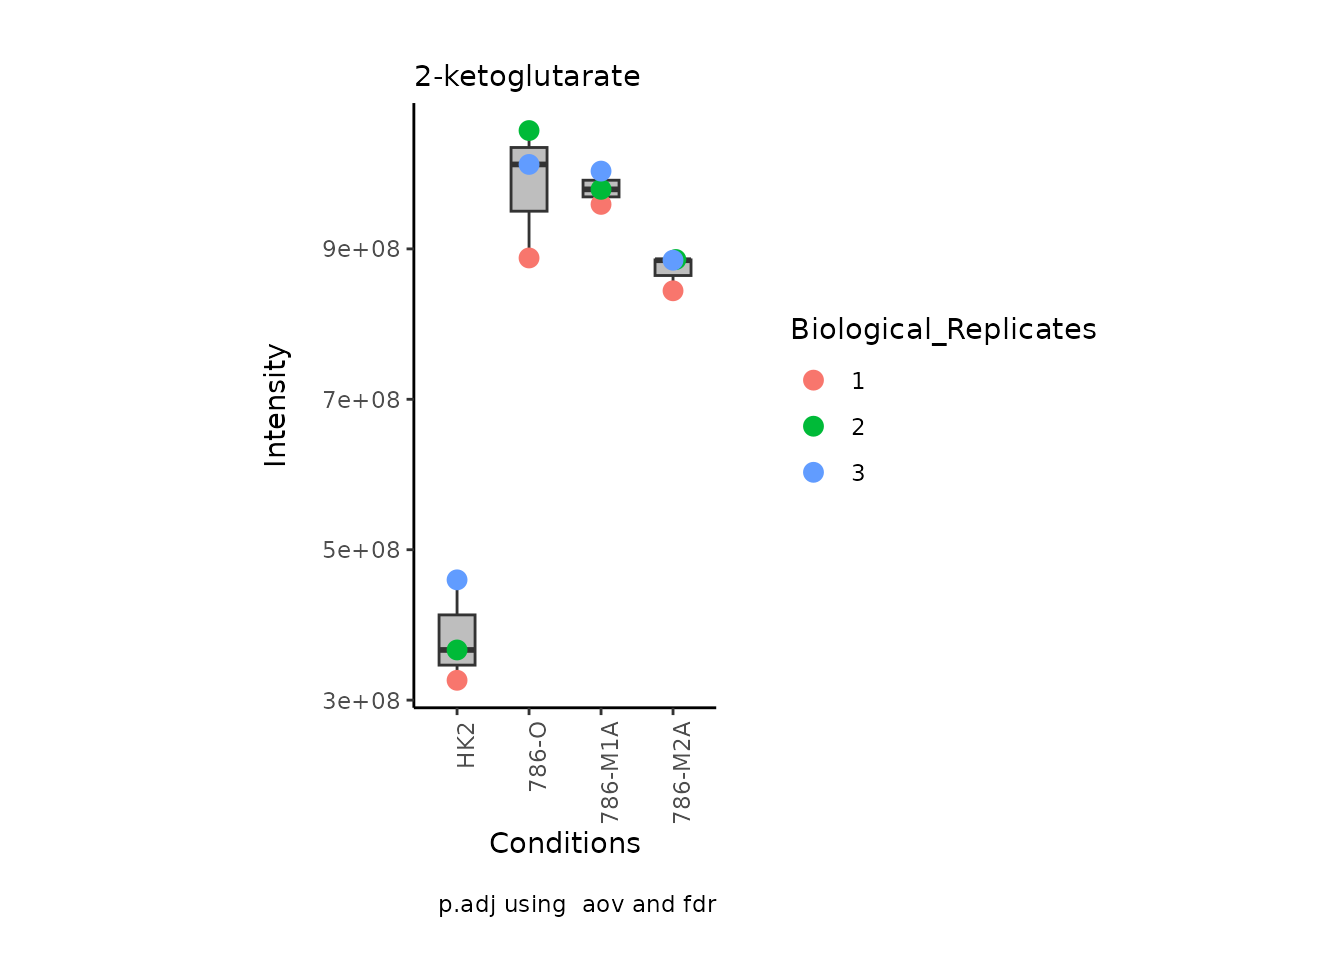 2-ketoglutarate
Intensity
9e+08
7e+08
5e+08
3e+08
HK2
786-O
786-M1A
786-M2A
Conditions
p.adj using  aov and fdr
Biological_Replicates
1
2
3